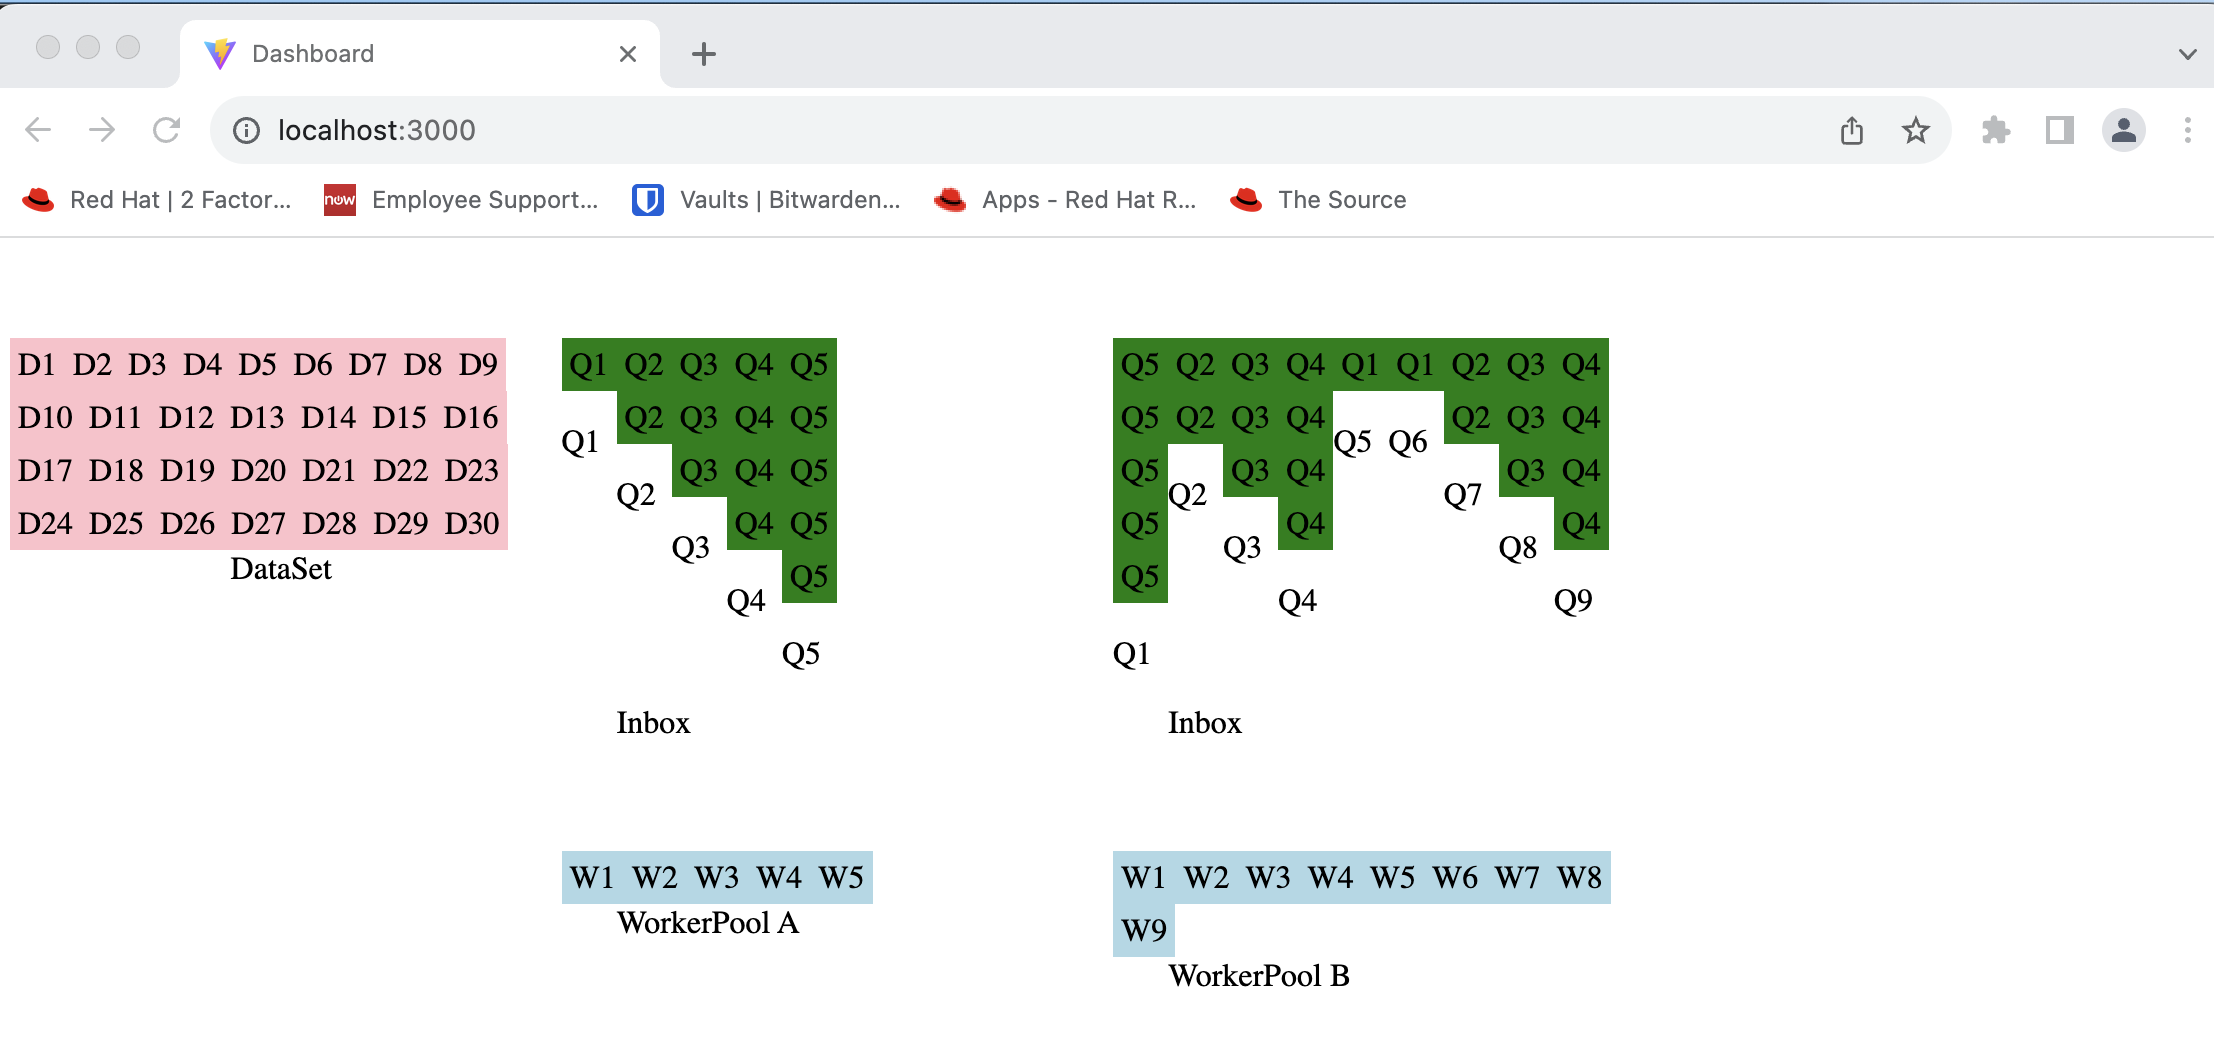 Dashboard
localhost:3000
Red Hat | 2 Factor... now Employee Support... Vaults | Bitwarden... Apps - Red Hat R... The Source
D1 D2 D3 D4 D5 D6 D7 D8 D9
D10 D11 D12 D13 D14 D15 D16
D17 D18 D19 D20 D21 D22 D23
D24 D25 D26 D27 D28 D29 D30
DataSet
Q1 Q2 Q3 Q4 Q5
Q2 Q3 Q4 Q5
Q1
Q3 Q4 Q5
Q2
Q4 Q5
Q3
Q5
Q4
Q5
Inbox
W1 W2 W3 W4 W5
WorkerPool A
Q5 Q2 Q3 Q4 Q1 Q1 Q2 Q3 Q4
Q5 Q2 Q3 Q4 Q2 Q3 Q4
Q5 Q6
Q5 Q3 Q4 Q3 Q4
Q2 Q7
Q5 Q4 Q4
Q3 Q8
Q5
Q4 Q9
Q1
Inbox
W1 W2 W3 W4 W5 W6 W7 W8
W9
WorkerPool B